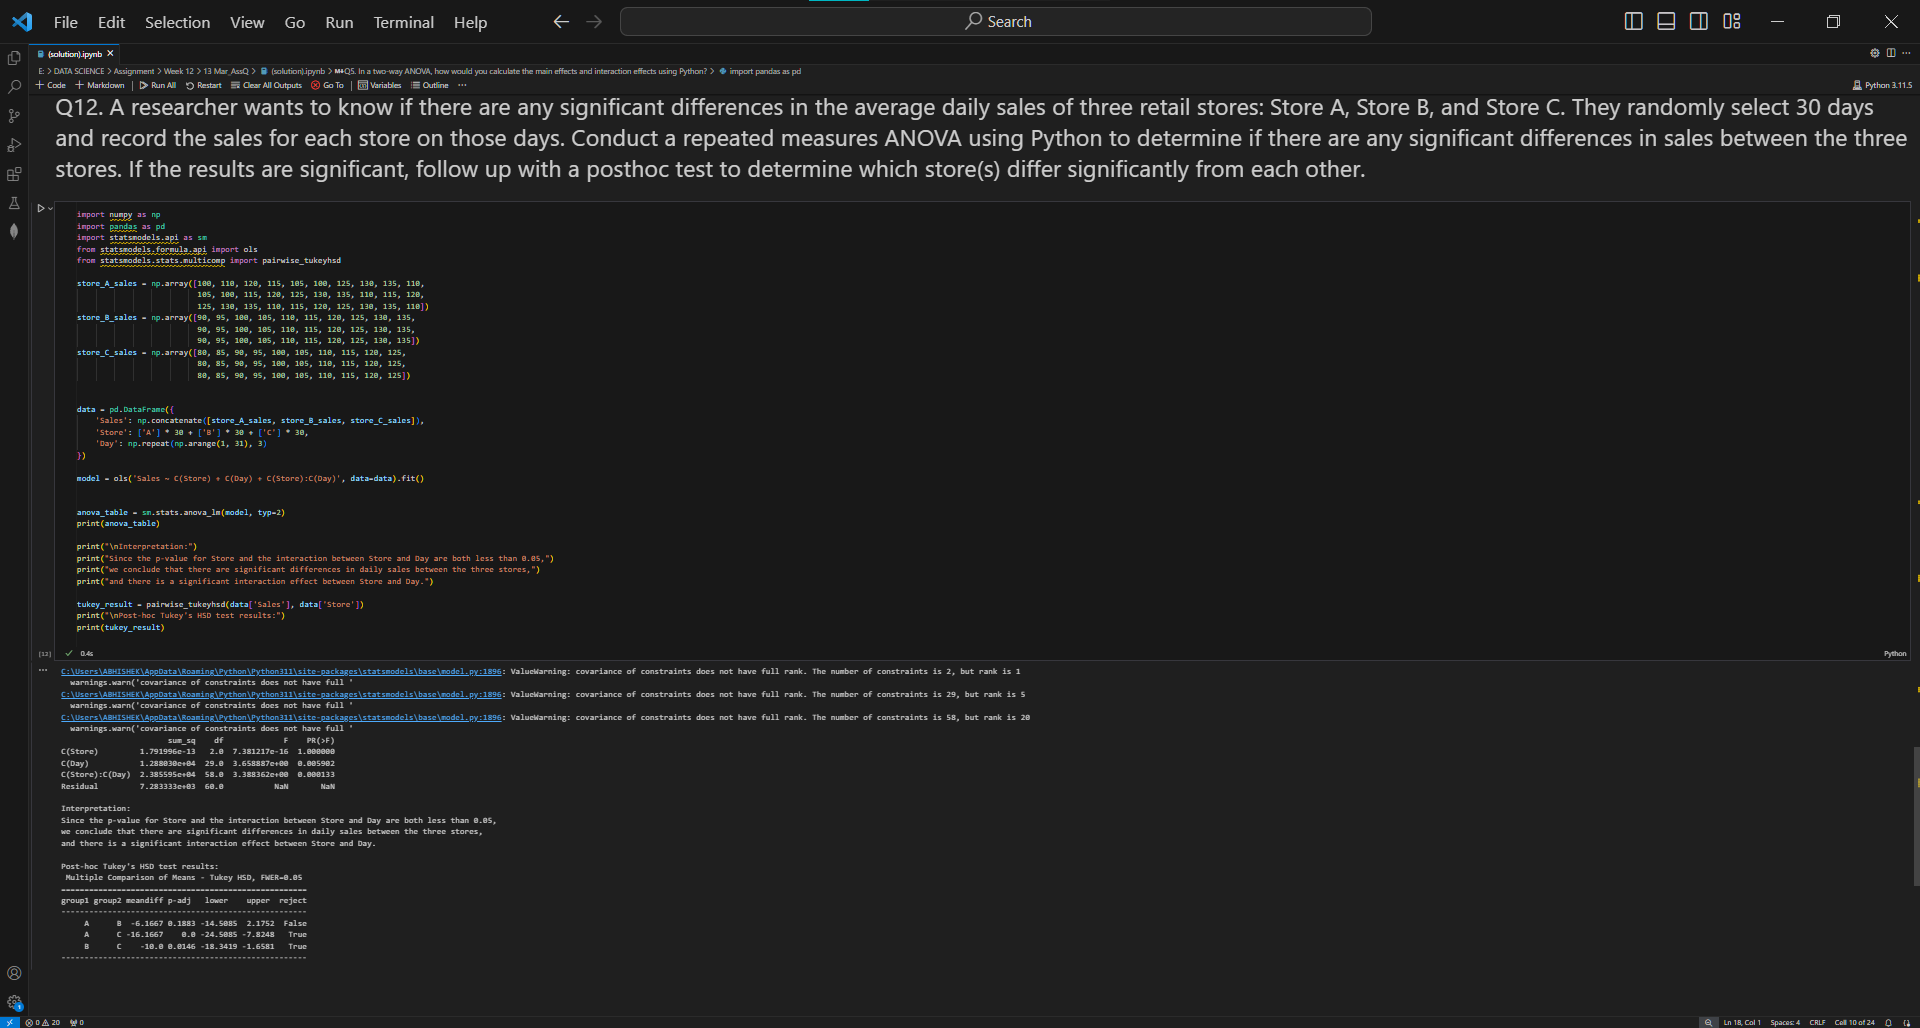 File Edit Selection View Go Run Terminal Help
Search
(solution).ipynb
E: > DATA SCIENCE > Assignment > Week 12 > 13 Mar_AssQ > (solution).ipynb > M↓Q5. In a two-way ANOVA, how would you calculate the main effects and interaction effects using Python? > import pandas as pd
+ Code + Markdown | Run All Restart Clear All Outputs Go To | Variables Outline ···
Python 3.11.5
Q12. A researcher wants to know if there are any significant differences in the average daily sales of three retail stores: Store A, Store B, and Store C. They randomly select 30 days
and record the sales for each store on those days. Conduct a repeated measures ANOVA using Python to determine if there are any significant differences in sales between the three
stores. If the results are significant, follow up with a posthoc test to determine which store(s) differ significantly from each other.
import numpy as np
import pandas as pd
import statsmodels.api as sm
from statsmodels.formula.api import ols
from statsmodels.stats.multicomp import pairwise_tukeyhsd
store_A_sales = np.array([100, 110, 120, 115, 105, 100, 125, 130, 135, 110,
105, 100, 115, 120, 125, 130, 135, 110, 115, 120,
125, 130, 135, 110, 115, 120, 125, 130, 135, 110])
store_B_sales = np.array([90, 95, 100, 105, 110, 115, 120, 125, 130, 135,
90, 95, 100, 105, 110, 115, 120, 125, 130, 135,
90, 95, 100, 105, 110, 115, 120, 125, 130, 135])
store_C_sales = np.array([80, 85, 90, 95, 100, 105, 110, 115, 120, 125,
80, 85, 90, 95, 100, 105, 110, 115, 120, 125,
80, 85, 90, 95, 100, 105, 110, 115, 120, 125])
data = pd.DataFrame({
'Sales': np.concatenate([store_A_sales, store_B_sales, store_C_sales]),
'Store': ['A'] * 30 + ['B'] * 30 + ['C'] * 30,
'Day': np.repeat(np.arange(1, 31), 3)
})
model = ols('Sales ~ C(Store) + C(Day) + C(Store):C(Day)', data=data).fit()
anova_table = sm.stats.anova_lm(model, typ=2)
print(anova_table)
print("\nInterpretation:")
print("Since the p-value for Store and the interaction between Store and Day are both less than 0.05,")
print("we conclude that there are significant differences in daily sales between the three stores,")
print("and there is a significant interaction effect between Store and Day.")
tukey_result = pairwise_tukeyhsd(data['Sales'], data['Store'])
print("\nPost-hoc Tukey's HSD test results:")
print(tukey_result)
[12] 0.4s
Python
C:\Users\ABHISHEK\AppData\Roaming\Python\Python311\site-packages\statsmodels\base\model.py:1896: ValueWarning: covariance of constraints does not have full rank. The number of constraints is 2, but rank is 1
warnings.warn('covariance of constraints does not have full '
C:\Users\ABHISHEK\AppData\Roaming\Python\Python311\site-packages\statsmodels\base\model.py:1896: ValueWarning: covariance of constraints does not have full rank. The number of constraints is 29, but rank is 5
warnings.warn('covariance of constraints does not have full '
C:\Users\ABHISHEK\AppData\Roaming\Python\Python311\site-packages\statsmodels\base\model.py:1896: ValueWarning: covariance of constraints does not have full rank. The number of constraints is 58, but rank is 20
warnings.warn('covariance of constraints does not have full '
sum_sq df F PR(>F)
C(Store) 1.791996e-13 2.0 7.381217e-16 1.000000
C(Day) 1.288030e+04 29.0 3.658887e+00 0.005902
C(Store):C(Day) 2.385595e+04 58.0 3.388362e+00 0.000133
Residual 7.283333e+03 60.0 NaN NaN
Interpretation:
Since the p-value for Store and the interaction between Store and Day are both less than 0.05,
we conclude that there are significant differences in daily sales between the three stores,
and there is a significant interaction effect between Store and Day.
Post-hoc Tukey's HSD test results:
Multiple Comparison of Means - Tukey HSD, FWER=0.05
======================================================
group1 group2 meandiff p-adj lower upper reject
------------------------------------------------------
A B -6.1667 0.1883 -14.5085 2.1752 False
A C -16.1667 0.0 -24.5085 -7.8248 True
B C -10.0 0.0146 -18.3419 -1.6581 True
------------------------------------------------------
0 20 0
Ln 18, Col 1 Spaces: 4 CRLF Cell 10 of 24